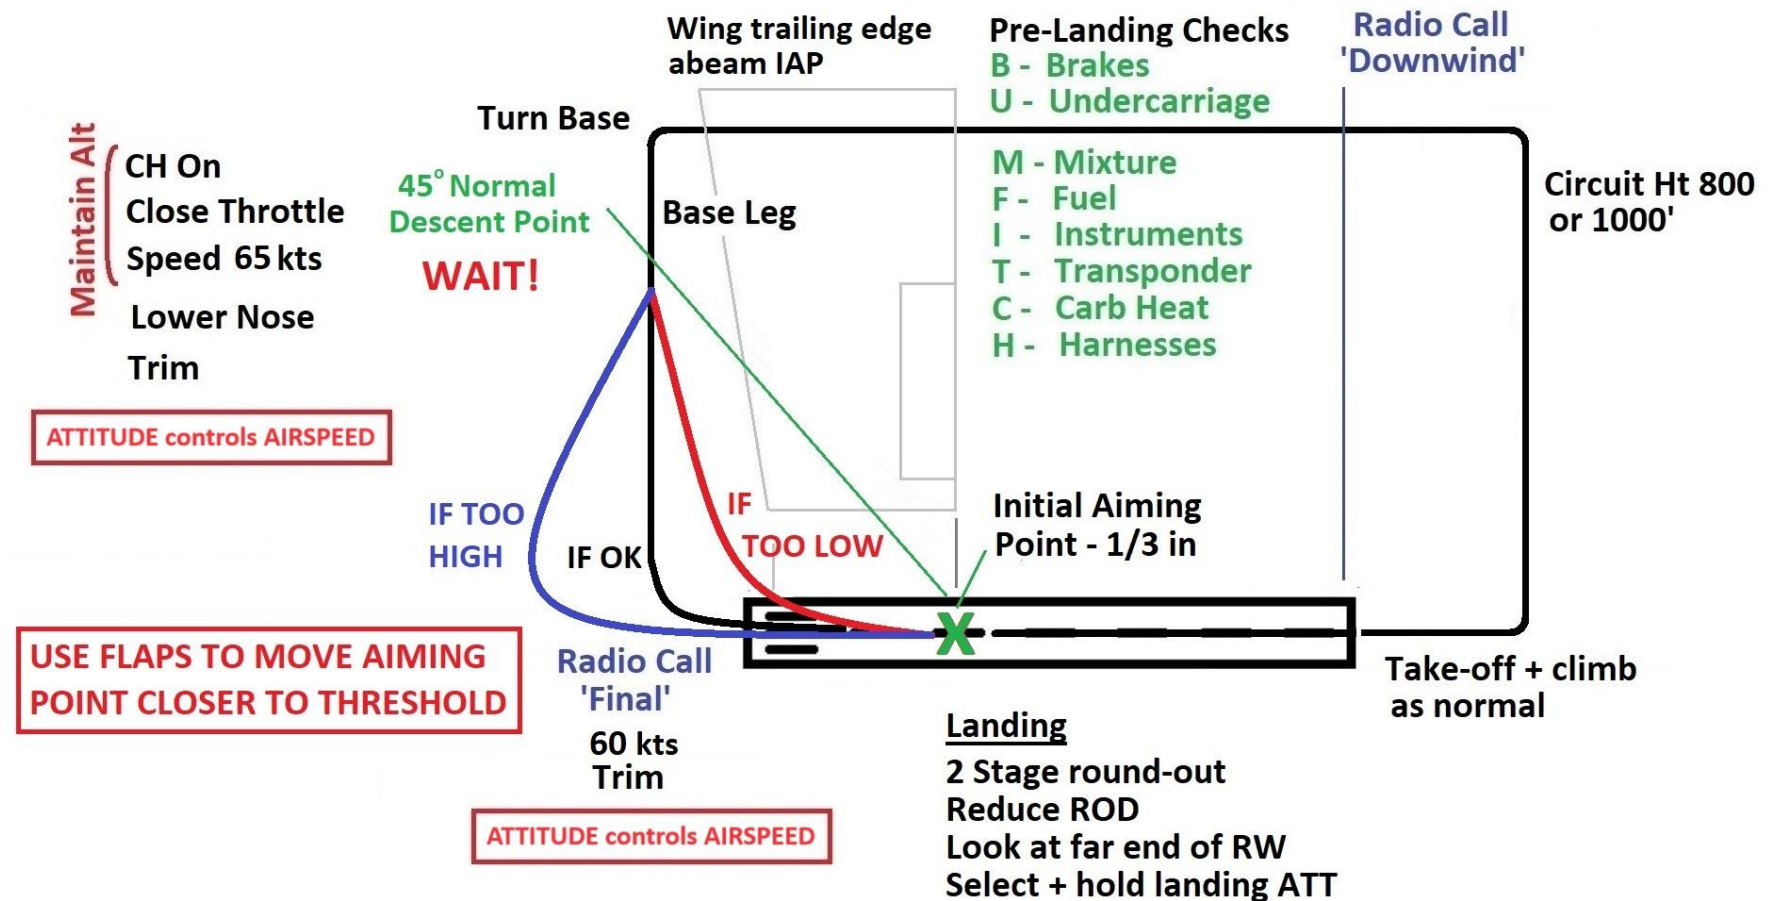 Wing trailing edge
abeam IAP
Pre-Landing Checks
B - Brakes
U - Undercarriage
M - Mixture
F - Fuel
I - Instruments
T - Transponder
C - Carb Heat
H - Harnesses
Radio Call
'Downwind'
Turn Base
Maintain Alt
CH On
Close Throttle
Speed 65 kts
Lower Nose
Trim
45° Normal
Descent Point
WAIT!
Base Leg
Circuit Ht 800
or 1000'
ATTITUDE controls AIRSPEED
IF TOO
HIGH
IF OK
IF
TOO LOW
Initial Aiming
Point - 1/3 in
X
USE FLAPS TO MOVE AIMING
POINT CLOSER TO THRESHOLD
Radio Call
'Final'
60 kts
Trim
ATTITUDE controls AIRSPEED
Take-off + climb
as normal
Landing
2 Stage round-out
Reduce ROD
Look at far end of RW
Select + hold landing ATT